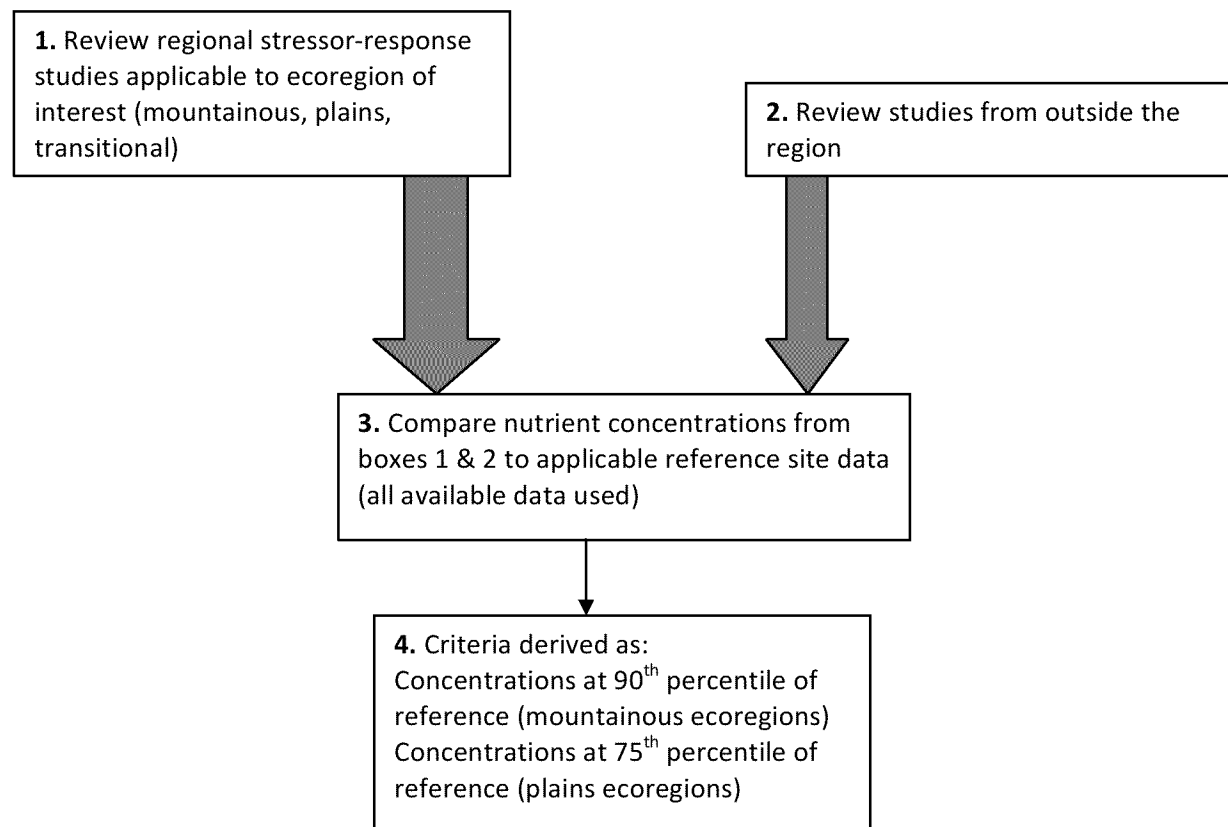 1. Review regional stressor-response
studies applicable to ecoregion of
interest (mountainous, plains,
transitional)
2. Review studies from outside the
region
3. Compare nutrient concentrations from
boxes 1 & 2 to applicable reference site data
(all available data used)
4. Criteria derived as:
Concentrations at 90th percentile of
reference (mountainous ecoregions)
Concentrations at 75th percentile of
reference (plains ecoregions)